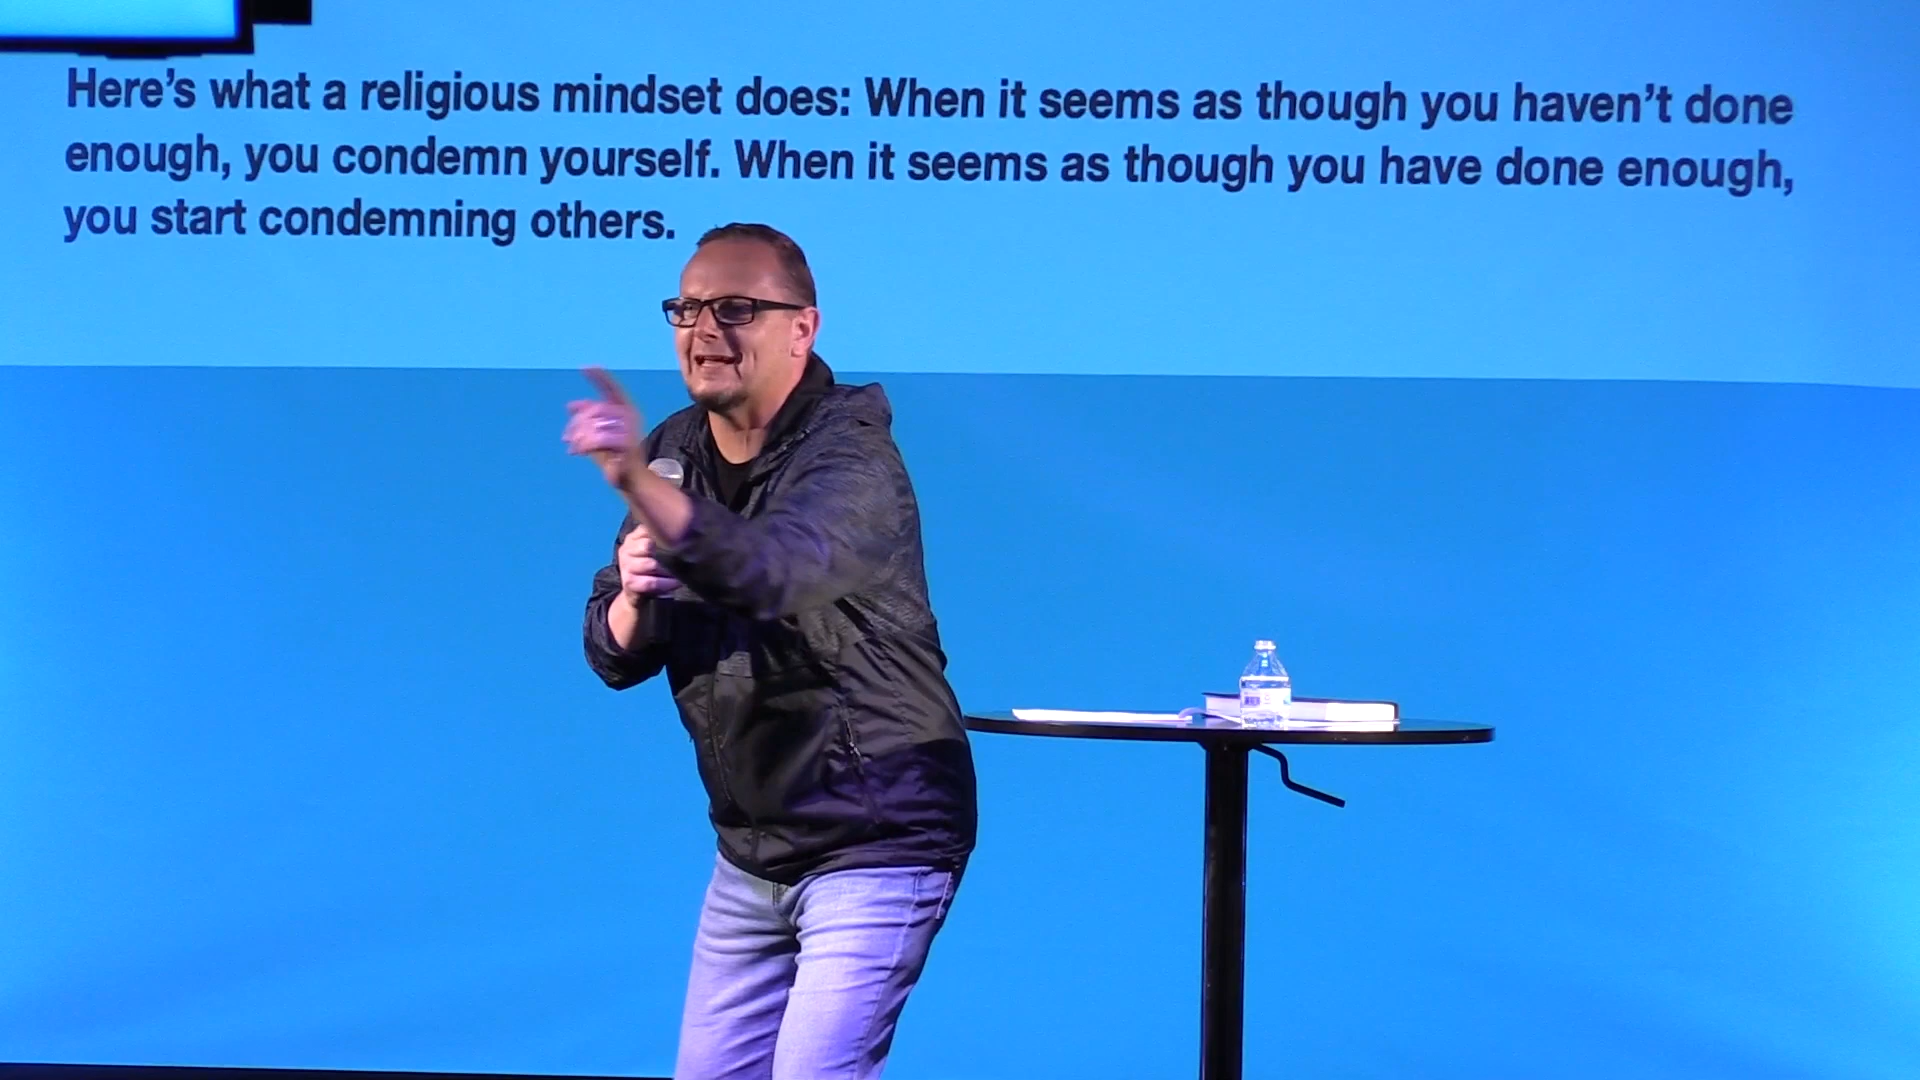 Here’s what a religious mindset does: When it seems as though you haven’t done
enough, you condemn yourself. When it seems as though you have done enough,
you start condemning others.